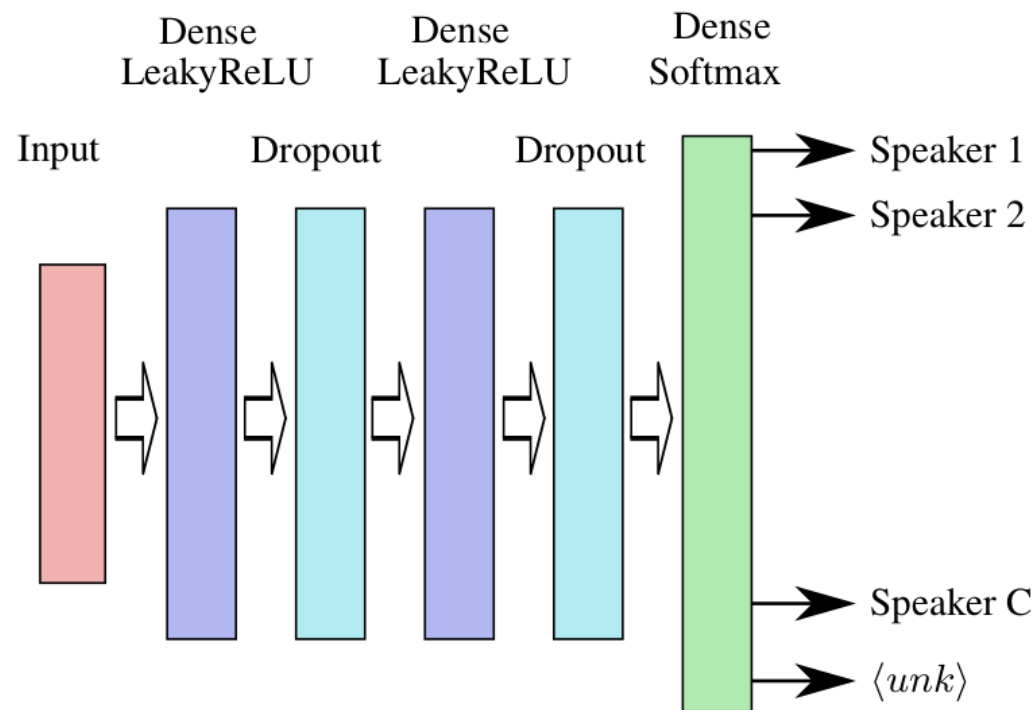 Dense
LeakyReLU
Dense
LeakyReLU
Dense
Softmax
Input
Dropout
Dropout
Speaker 1
Speaker 2
Speaker C
⟨unk⟩